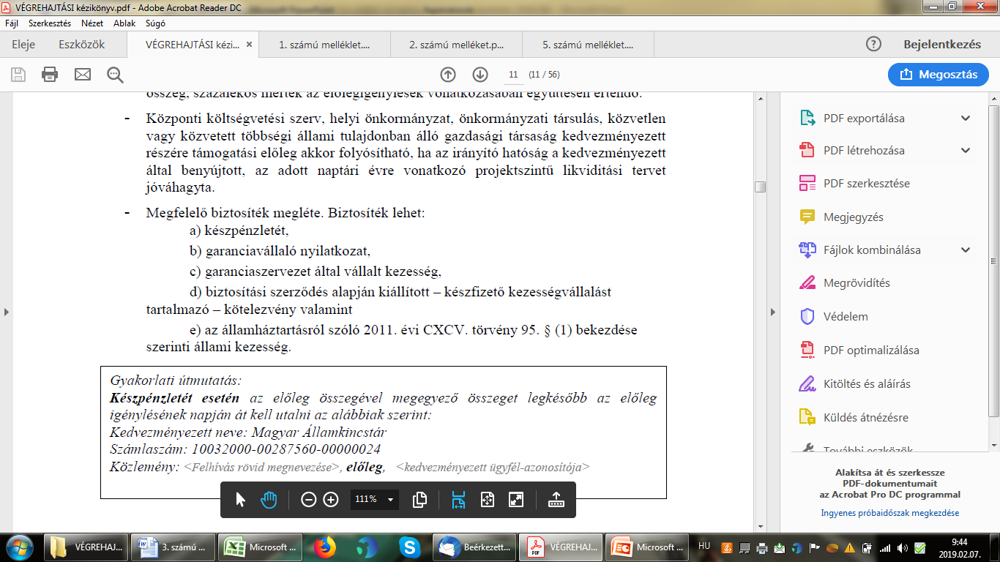 VÉGREHAJTÁSI kézikönyv.pdf - Adobe Acrobat Reader DC
Fájl Szerkesztés Nézet Ablak Súgó
Eleje Eszközök VÉGREHAJTÁSI kézi... × 1. számú melléklet.... 2. számú melléket.p... 5. számú melléklet.... Bejelentkezés
11 (11 / 56) Megosztás
összeg, százalékos mérték az előlegigénylések vonatkozásában együttesen értendő.
- Központi költségvetési szerv, helyi önkormányzat, önkormányzati társulás, közvetlen
vagy közvetett többségi állami tulajdonban álló gazdasági társaság kedvezményezett
részére támogatási előleg akkor folyósítható, ha az irányító hatóság a kedvezményezett
által benyújtott, az adott naptári évre vonatkozó projektszintű likviditási tervet
jóváhagyta.
- Megfelelő biztosíték megléte. Biztosíték lehet:
a) készpénzletét,
b) garanciavállaló nyilatkozat,
c) garanciaszervezet által vállalt kezesség,
d) biztosítási szerződés alapján kiállított – készfizető kezességvállalást
tartalmazó – kötelezvény valamint
e) az államháztartásról szóló 2011. évi CXCV. törvény 95. § (1) bekezdése
szerinti állami kezesség.
Gyakorlati útmutatás:
Készpénzletét esetén az előleg összegével megegyező összeget legkésőbb az előleg
igénylésének napján át kell utalni az alábbiak szerint:
Kedvezményezett neve: Magyar Államkincstár
Számlaszám: 10032000-00287560-00000024
Közlemény: <Felhívás rövid megnevezése>, előleg, <kedvezményezett ügyfél-azonosítója>
111%
PDF exportálása
PDF létrehozása
PDF szerkesztése
Megjegyzés
Fájlok kombinálása
Megrövidítés
Védelem
PDF optimalizálása
Kitöltés és aláírás
Küldés átnézésre
További eszközök
Alakítsa át és szerkessze
PDF-dokumentumait
az Acrobat Pro DC programmal
Ingyenes próbaidőszak megkezdése
VÉGREHAJ... 3. számú ... Microsoft ... Beérkezett... VÉGREHAJ... Microsoft ... HU 9:44
2019.02.07.